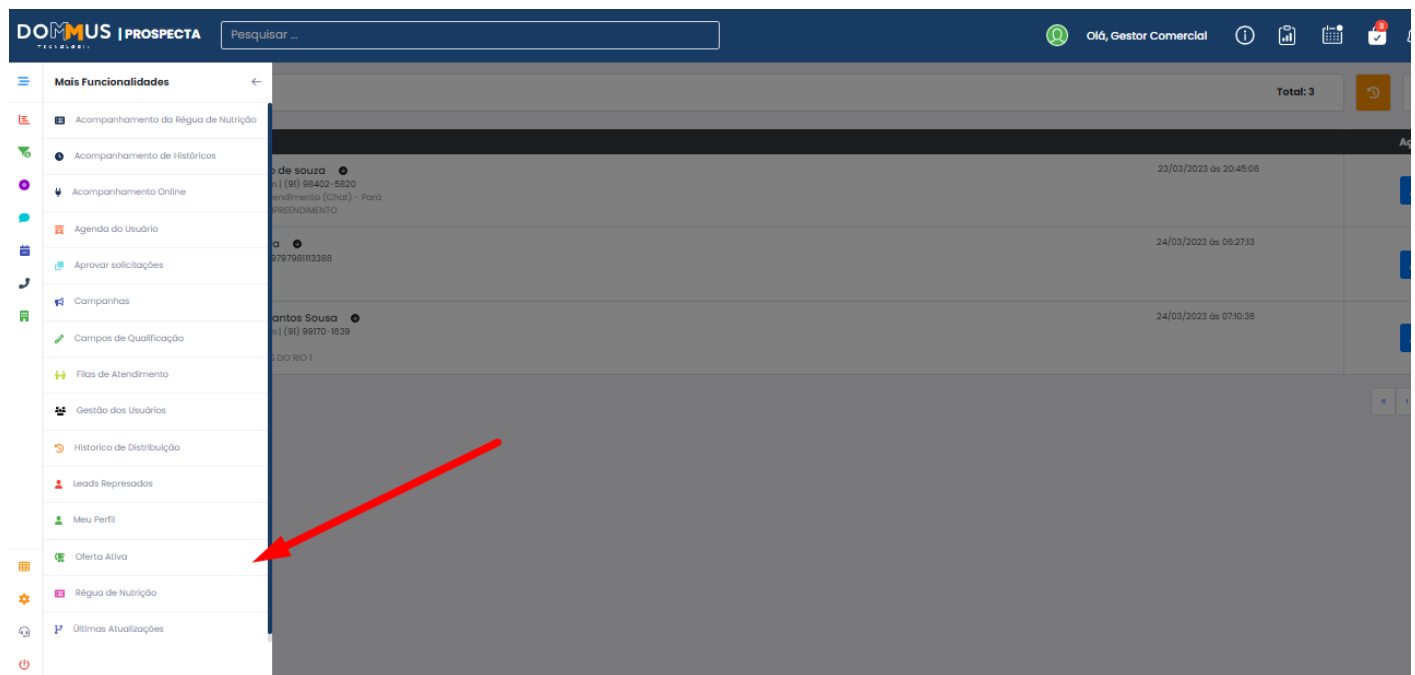 DOMMUS | PROSPECTA
TECNOLOGIA
Pesquisar ...
Olá, Gestor Comercial
3
Mais Funcionalidades
Total: 3
Acompanhamento da Régua de Nutrição
Acompanhamento de Históricos
Acompanhamento Online
Agenda do Usuário
Aprovar solicitações
Campanhas
Campos de Qualificação
Filas de Atendimento
Gestão dos Usuários
Historico de Distribuição
Leads Represados
Meu Perfil
Oferta Ativa
Régua de Nutrição
Últimas Atualizações
de souza
| (91) 98402-5820
endimento (Chat) - Pará
PREENDIMENTO
23/03/2023 às 20:45:06
a
9797981113388
24/03/2023 às 06:27:13
antos Sousa
| (91) 99170-1639
DO RIO 1
24/03/2023 às 07:10:36
«
‹